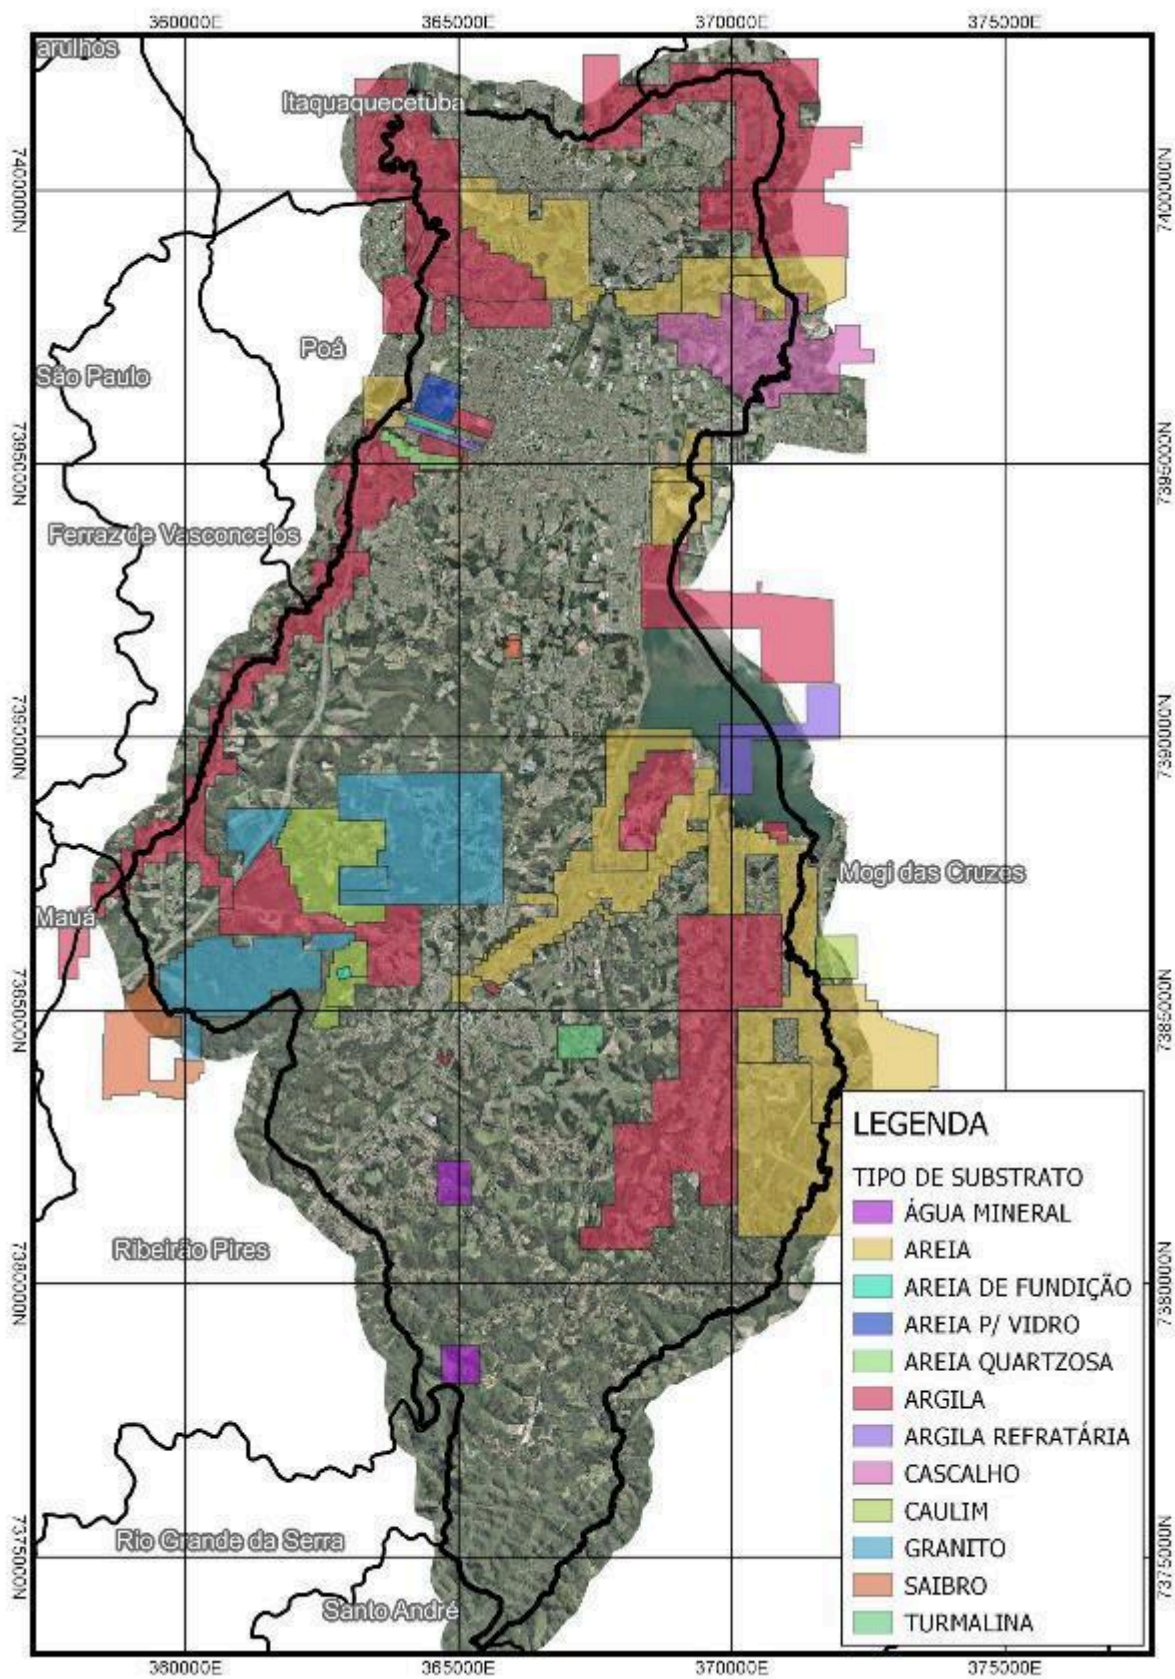 360000E 365000E 370000E 375000E
arulhos
Itaquaquecetuba
7400000N 7400000N
Poá
São Paulo
7395000N 7395000N
Ferraz de Vasconcelos
7390000N 7390000N
Mogi das Cruzes
Mauá
7385000N 7385000N
LEGENDA
TIPO DE SUBSTRATO
ÁGUA MINERAL
AREIA
AREIA DE FUNDIÇÃO
AREIA P/ VIDRO
AREIA QUARTZOSA
ARGILA
ARGILA REFRATÁRIA
CASCALHO
CAULIM
GRANITO
SAIBRO
TURMALINA
Ribeirão Pires
7380000N 7380000N
Rio Grande da Serra
7375000N 7375000N
Santo André
360000E 365000E 370000E 375000E